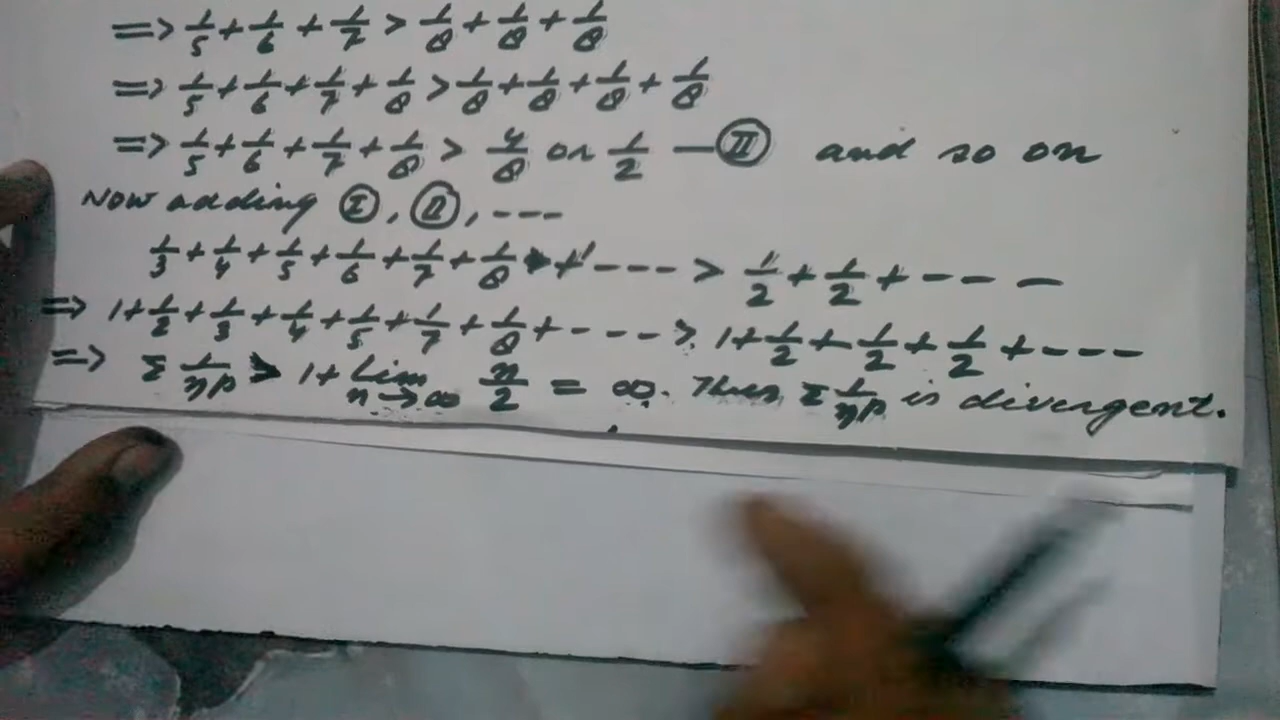 => 1/5 + 1/6 + 1/7 > 1/8 + 1/8 + 1/8
=> 1/5 + 1/6 + 1/7 + 1/8 > 1/8 + 1/8 + 1/8 + 1/8
=> 1/5 + 1/6 + 1/7 + 1/8 > 4/8 or 1/2 — II and so on
Now adding I, II, ---
1/3 + 1/4 + 1/5 + 1/6 + 1/7 + 1/8 + --- > 1/2 + 1/2 + ---
=> 1 + 1/2 + 1/3 + 1/4 + 1/5 + 1/7 + 1/8 + ---- > 1 + 1/2 + 1/2 + 1/2 + ----
=> Σ 1/np > 1 + lim n→∞ n/2 = ∞. Thus Σ 1/np is divergent.